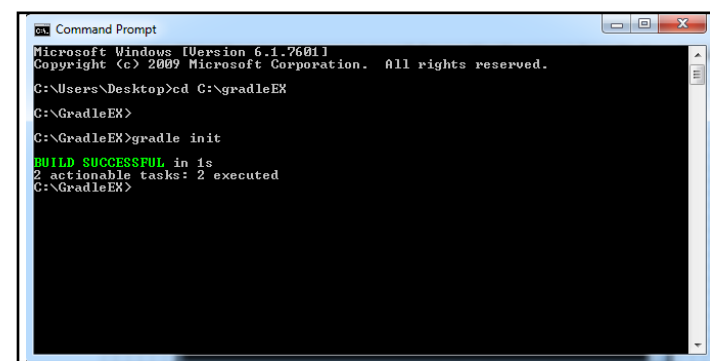 Command Prompt
Microsoft Windows [Version 6.1.7601]
Copyright (c) 2009 Microsoft Corporation.  All rights reserved.
C:\Users\Desktop>cd C:\gradleEX
C:\GradleEX>
C:\GradleEX>gradle init
BUILD SUCCESSFUL in 1s
2 actionable tasks: 2 executed
C:\GradleEX>